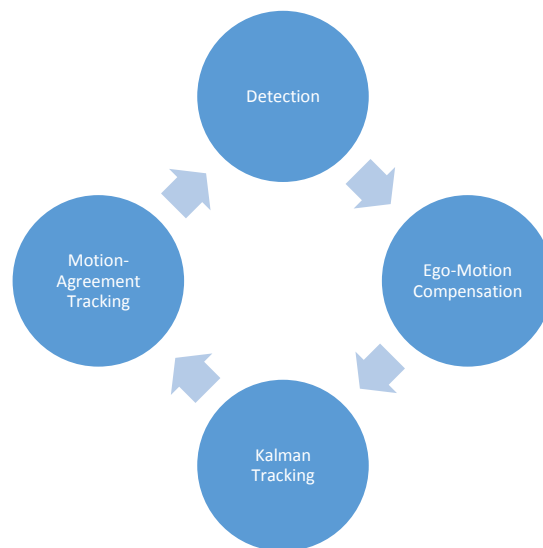 Detection
Motion-
Agreement
Tracking
Ego-Motion
Compensation
Kalman
Tracking